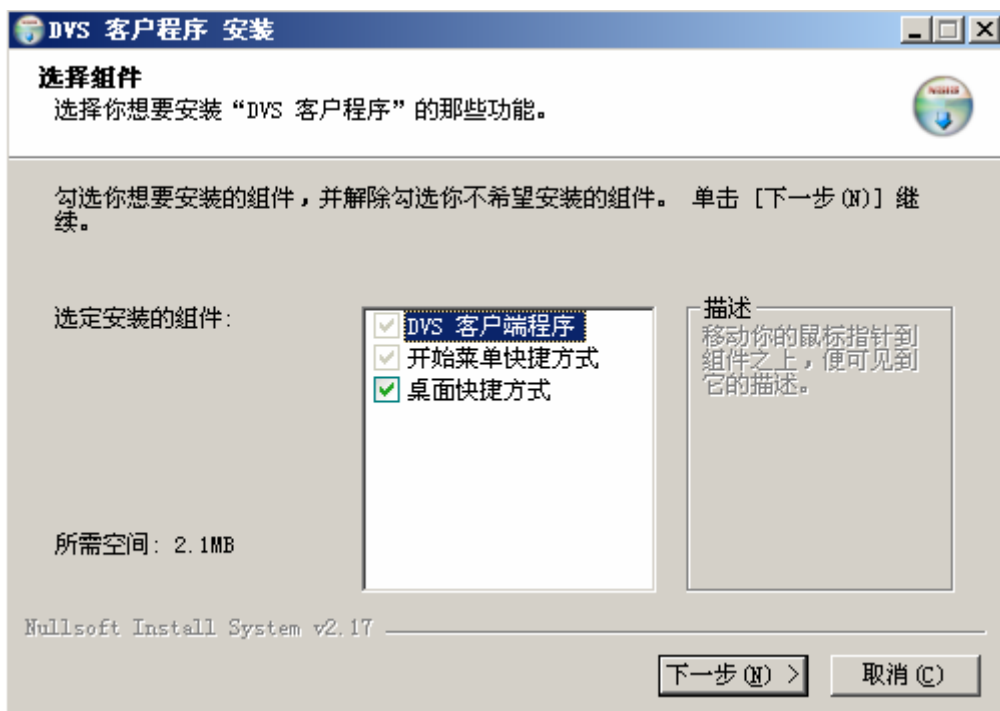 DVS 客户程序 安装
选择组件
选择你想要安装“DVS 客户程序”的那些功能。
勾选你想要安装的组件,并解除勾选你不希望安装的组件。 单击 [下一步(N)] 继
续。
选定安装的组件:
DVS 客户端程序
开始菜单快捷方式
桌面快捷方式
描述
移动你的鼠标指针到
组件之上,便可见到
它的描述。
所需空间: 2.1MB
Nullsoft Install System v2.17
下一步(N) >
取消(C)